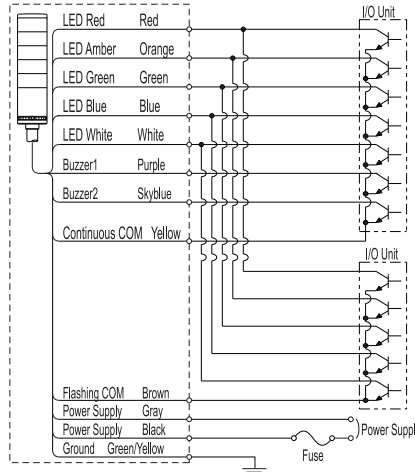 I/O Unit
LED Red Red
LED Amber Orange
LED Green Green
LED Blue Blue
LED White White
Buzzer1 Purple
Buzzer2 Skyblue
Continuous COM Yellow
I/O Unit
Flashing COM Brown
Power Supply Gray
Power Supply Black
Power Suppl
Ground Green/Yellow
Fuse